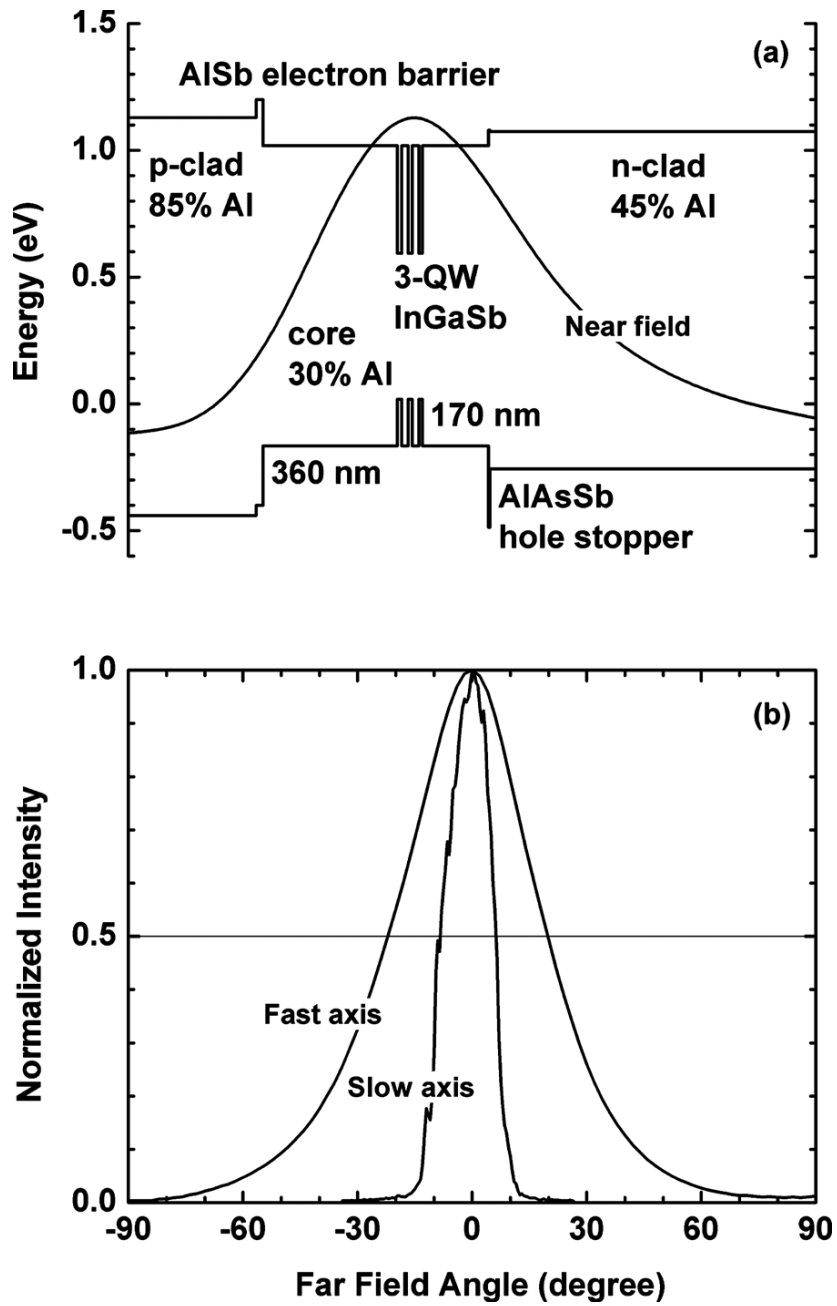 (a)
AlSb electron barrier
p-clad
85% Al
n-clad
45% Al
3-QW
InGaSb
Near field
core
30% Al
170 nm
360 nm
AlAsSb
hole stopper
Energy (eV)
1.5
1.0
0.5
0.0
-0.5
(b)
Fast axis
Slow axis
Normalized Intensity
1.0
0.5
0.0
-90 -60 -30 0 30 60 90
Far Field Angle (degree)